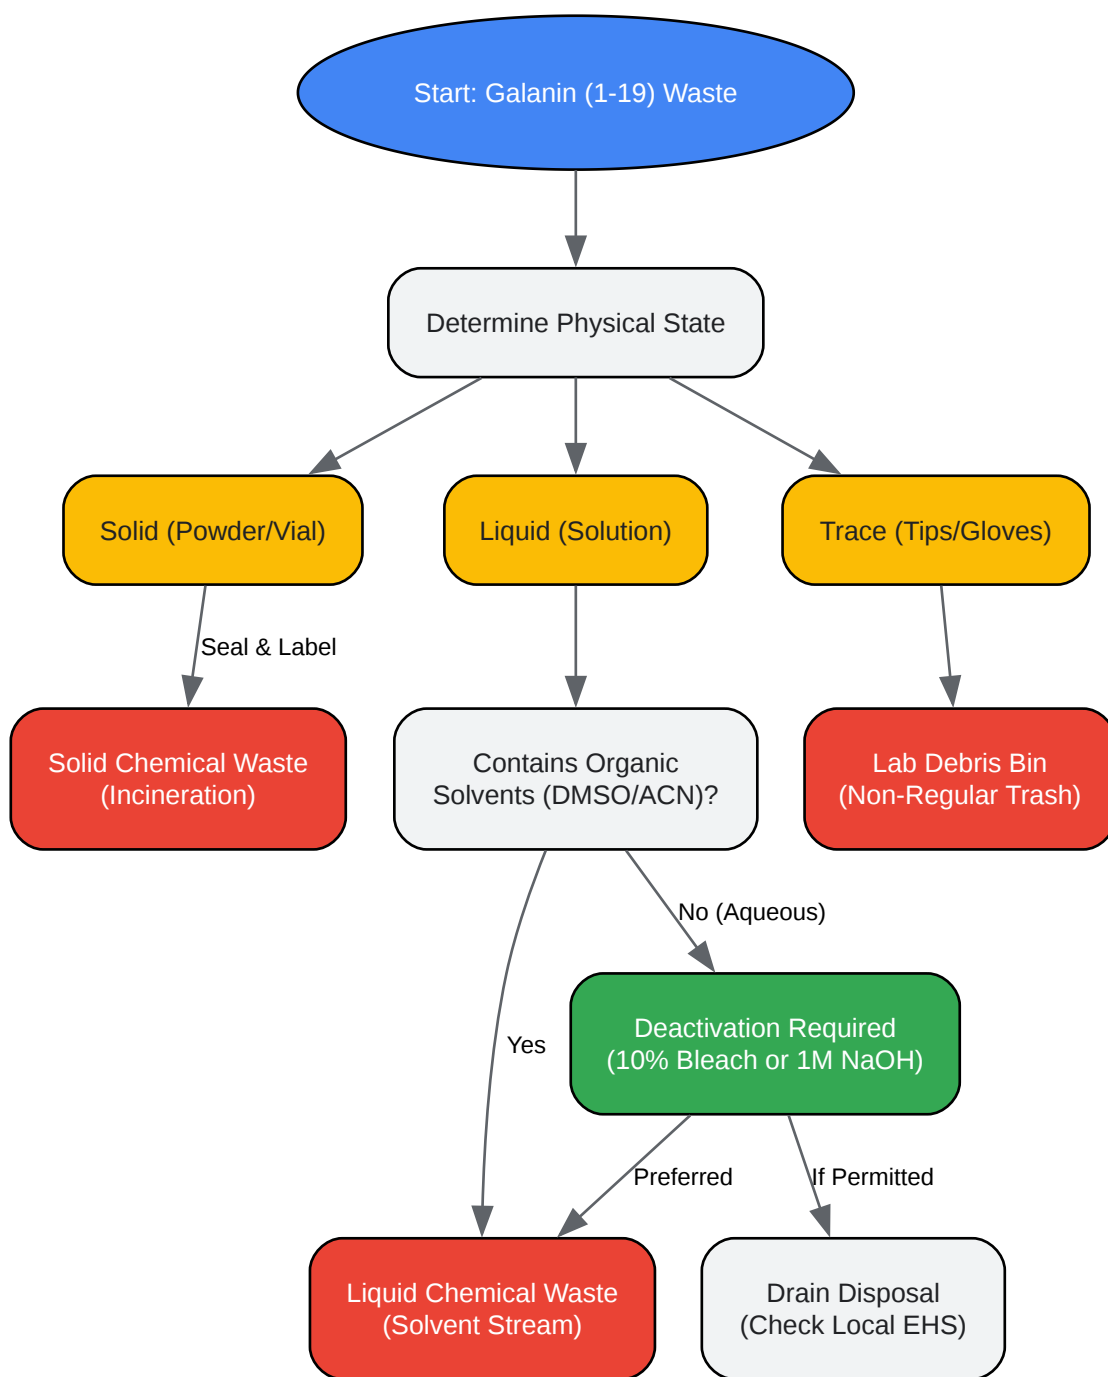 Start: Galanin (1-19) Waste
Determine Physical State
Solid (Powder/Vial)
Liquid (Solution)
Trace (Tips/Gloves)
Seal & Label
Solid Chemical Waste
(Incineration)
Contains Organic
Solvents (DMSO/ACN)?
Lab Debris Bin
(Non-Regular Trash)
No (Aqueous)
Yes
Deactivation Required
(10% Bleach or 1M NaOH)
Preferred
If Permitted
Liquid Chemical Waste
(Solvent Stream)
Drain Disposal
(Check Local EHS)